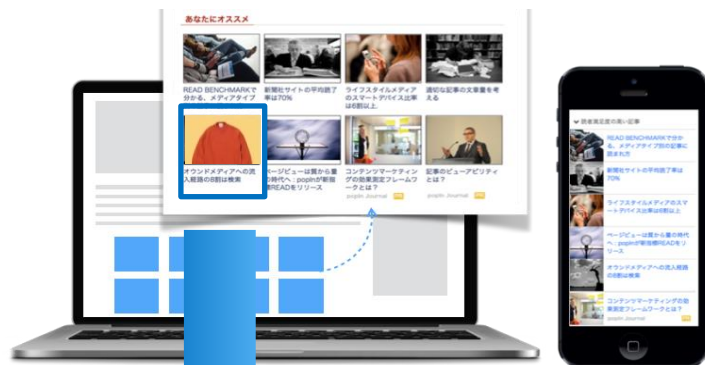 あなたにオススメ
READ BENCHMARKで
分かる、メディアタイプ
新聞社サイトの平均読了
率は70%
ライフスタイルメディア
のスマートデバイス比率
は6割以上
適切な記事の文章量を考
える
オウンドメディアへの流
入経路の8割は検索
ページビューは質から量
の時代へ：popInが新指
標READをリリース
コンテンツマーケティン
グの効果測定フレームワ
ークとは？
popIn Journal
記事のビューアビリティ
とは？
popIn Journal
読者満足度の高い記事
READ BENCHMARKで分か
る、メディアタイプ別の記事に
読まれ方
新聞社サイトの平均読了率は
70%
ライフスタイルメディアのスマ
ートデバイス比率は6割以上
ページビューは質から量の時代
へ：popInが新指標READをリ
リース
オウンドメディアへの流入経路
の8割は検索
コンテンツマーケティングの効
果測定フレームワークとは？
popIn Journal